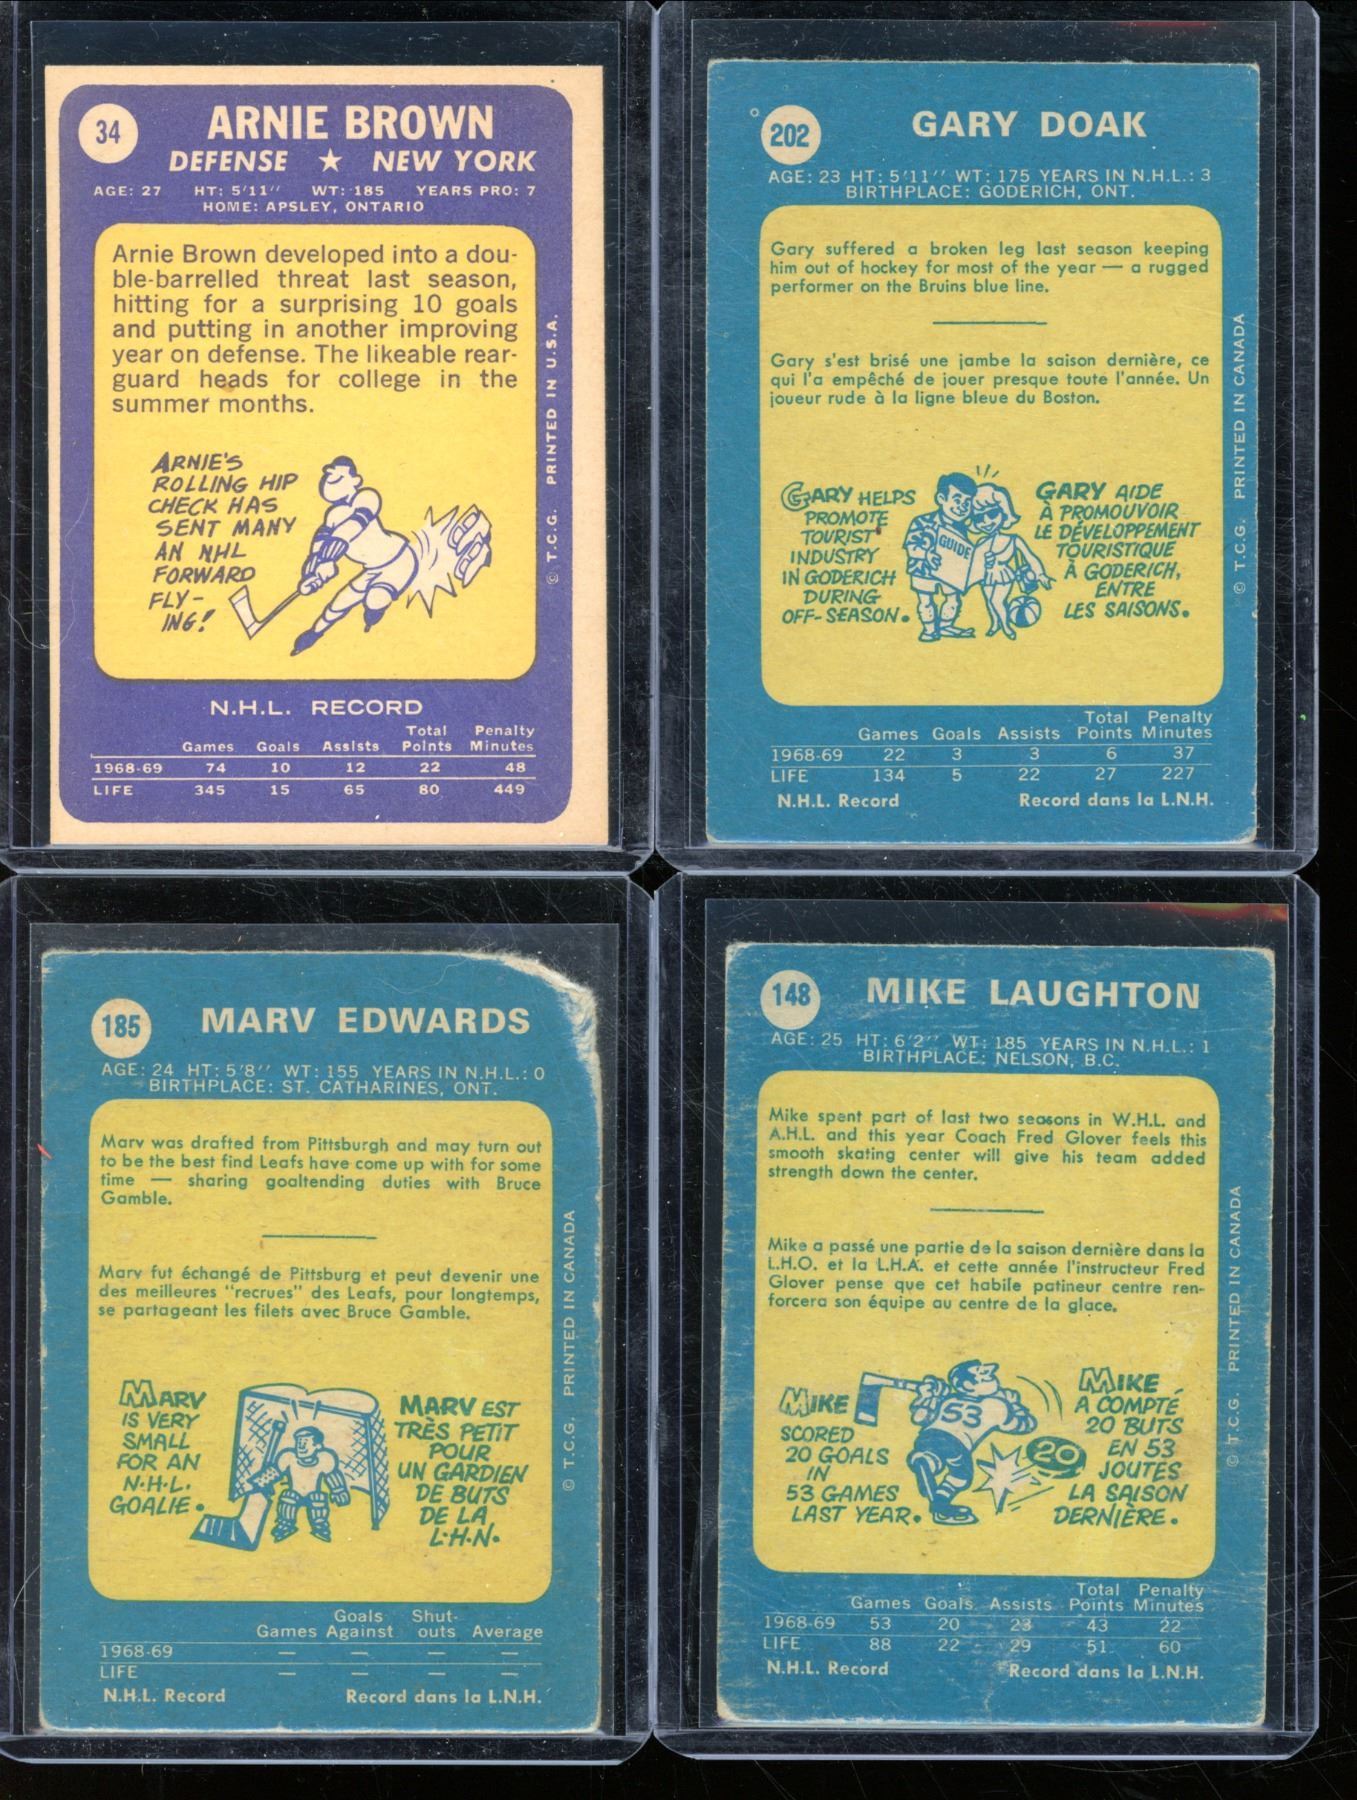 34
ARNIE BROWN
DEFENSE ★ NEW YORK
AGE: 27 HT: 5'11" WT: 185 YEARS PRO: 7
HOME: APSLEY, ONTARIO
Arnie Brown developed into a dou-
ble-barrelled threat last season,
hitting for a surprising 10 goals
and putting in another improving
year on defense. The likeable rear-
guard heads for college in the
summer months.
ARNIE'S
ROLLING HIP
CHECK HAS
SENT MANY
AN NHL
FORWARD
FLY-
ING!
© T.C.G. PRINTED IN U.S.A.
N.H.L. RECORD
Games Goals Assists Total Points Penalty Minutes
1968-69 74 10 12 22 48
LIFE 345 15 65 80 449
202
GARY DOAK
AGE: 23 HT: 5'11" WT: 175 YEARS IN N.H.L.: 3
BIRTHPLACE: GODERICH, ONT.
Gary suffered a broken leg last season keeping
him out of hockey for most of the year — a rugged
performer on the Bruins blue line.
Gary s'est brisé une jambe la saison dernière, ce
qui l'a empêché de jouer presque toute l'année. Un
joueur rude à la ligne bleue du Boston.
GARY HELPS
PROMOTE
TOURIST
INDUSTRY
IN GODERICH
DURING
OFF-SEASON.
GUIDE
GARY AIDE
À PROMOUVOIR
LE DÉVELOPPEMENT
TOURISTIQUE
À GODERICH,
ENTRE
LES SAISONS.
© T.C.G. PRINTED IN CANADA
Games Goals Assists Total Points Penalty Minutes
1968-69 22 3 3 6 37
LIFE 134 5 22 27 227
N.H.L. Record Record dans la L.N.H.
185
MARV EDWARDS
AGE: 24 HT: 5'8" WT: 155 YEARS IN N.H.L.: 0
BIRTHPLACE: ST. CATHARINES, ONT.
Marv was drafted from Pittsburgh and may turn out
to be the best find Leafs have come up with for some
time — sharing goaltending duties with Bruce
Gamble.
Marv fut échangé de Pittsburg et peut devenir une
des meilleures "recrues" des Leafs, pour longtemps,
se partageant les filets avec Bruce Gamble.
MARV
IS VERY
SMALL
FOR AN
N.H.L.
GOALIE.
MARV EST
TRÈS PETIT
POUR
UN GARDIEN
DE BUTS
DE LA
L.H.N.
© T.C.G. PRINTED IN CANADA
Games Goals Against Shut-outs Average
1968-69 — — — —
LIFE — — — —
N.H.L. Record Record dans la L.N.H.
148
MIKE LAUGHTON
AGE: 25 HT: 6'2" WT: 185 YEARS IN N.H.L.: 1
BIRTHPLACE: NELSON, B.C.
Mike spent part of last two seasons in W.H.L. and
A.H.L. and this year Coach Fred Glover feels this
smooth skating center will give his team added
strength down the center.
Mike a passé une partie de la saison dernière dans la
L.H.O. et la L.H.A. et cette année l'instructeur Fred
Glover pense que cet habile patineur centre ren-
forcera son équipe au centre de la glace.
MIKE
SCORED
20 GOALS
IN
53 GAMES
LAST YEAR.
53
20
MIKE
A COMPTÉ
20 BUTS
EN 53
JOUTES
LA SAISON
DERNIÈRE.
© T.C.G. PRINTED IN CANADA
Games Goals Assists Total Points Penalty Minutes
1968-69 53 20 23 43 22
LIFE 88 22 29 51 60
N.H.L. Record Record dans la L.N.H.